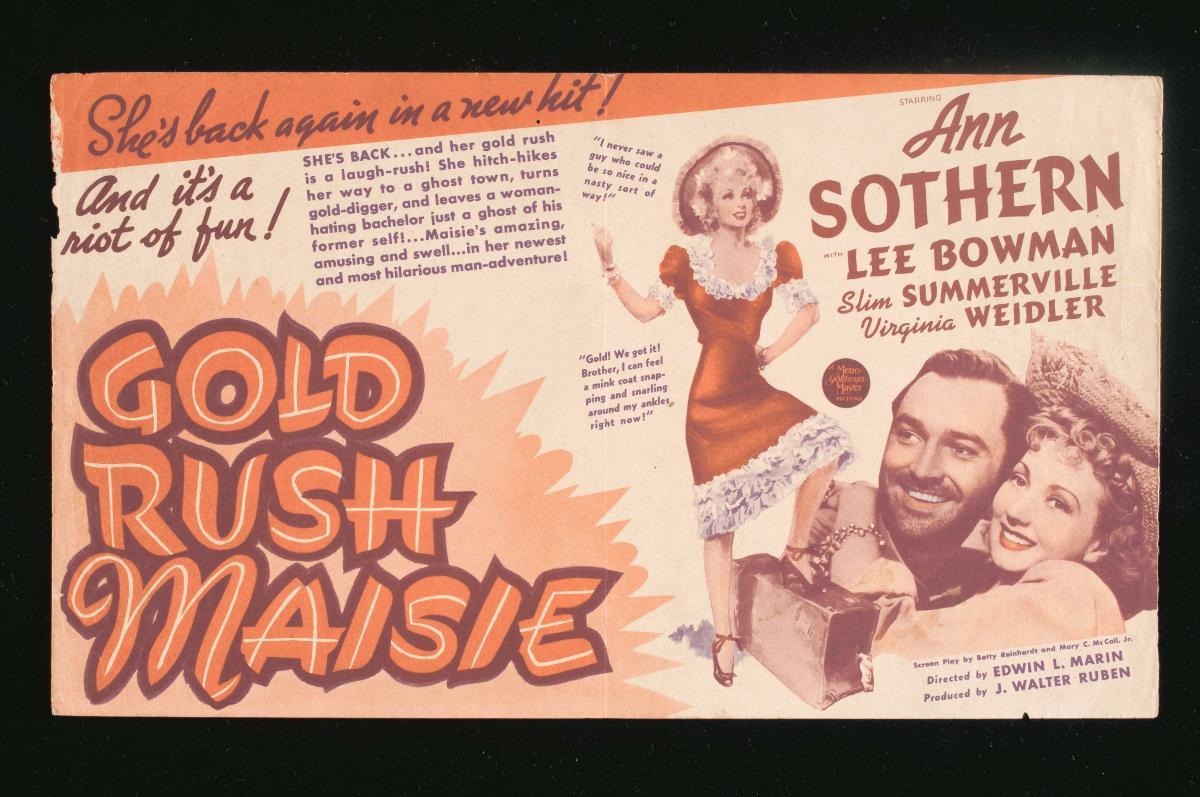 She's back again in a new hit!
And it's a
riot of fun!
SHE'S BACK...and her gold rush
is a laugh-rush! She hitch-hikes
her way to a ghost town, turns
gold-digger, and leaves a woman-
hating bachelor just a ghost of his
former self!...Maisie's amazing,
amusing and swell...in her newest
and most hilarious man-adventure!
GOLD
RUSH
MAISIE
"I never saw a
guy who could
be so nice in a
nasty sort of
way!"
"Gold! We got it!
Brother, I can feel
a mink coat snap-
ping and snarling
around my ankles
right now!"
STARRING
Ann
SOTHERN
WITH LEE BOWMAN
Slim SUMMERVILLE
Virginia WEIDLER
A
Metro-
Goldwyn-
Mayer
PICTURE
Screen Play by Betty Reinhardt and Mary C. McCall, Jr.
Directed by EDWIN L. MARIN
Produced by J. WALTER RUBEN